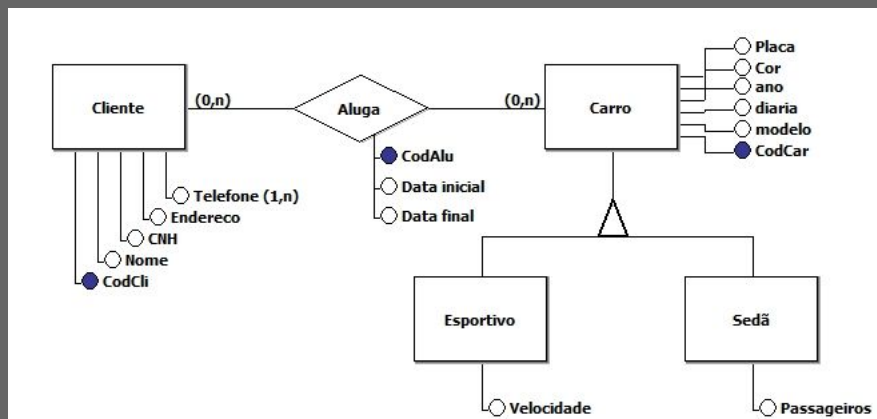 Placa
Cor
ano
diaria
modelo
CodCar
Cliente
(0,n)
Aluga
(0,n)
Carro
CodAlu
Data inicial
Data final
Telefone (1,n)
Endereco
CNH
Nome
CodCli
Esportivo
Sedã
Velocidade
Passageiros